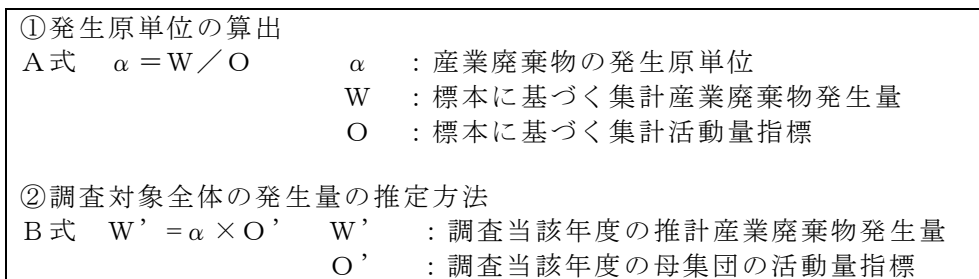 ①発生原単位の算出
A式 α=W/O α :産業廃棄物の発生原単位
W :標本に基づく集計産業廃棄物発生量
O :標本に基づく集計活動量指標
②調査対象全体の発生量の推定方法
B式 W’=α×O’ W’ :調査当該年度の推計産業廃棄物発生量
O’ :調査当該年度の母集団の活動量指標